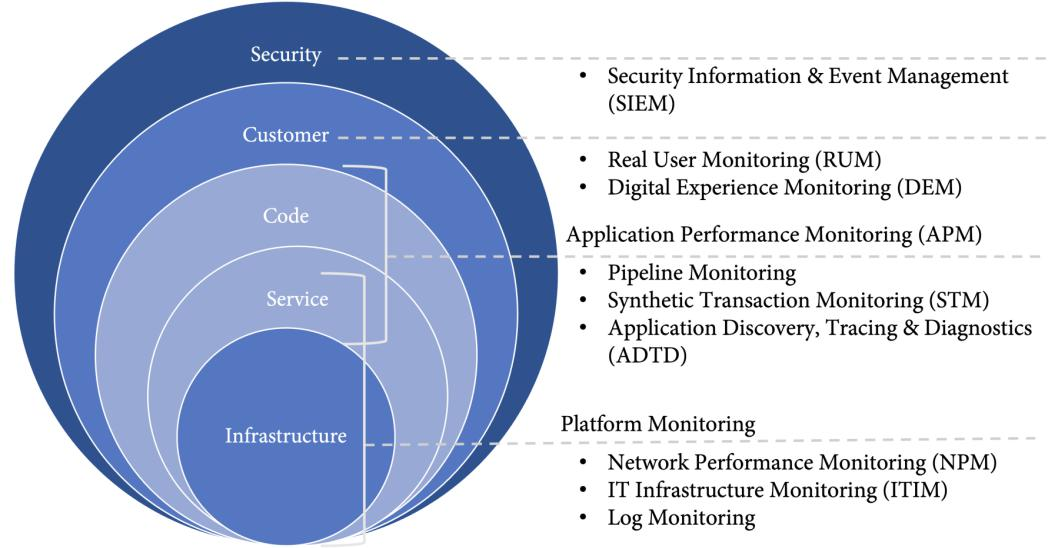 Security
• Security Information & Event Management
(SIEM)
Customer
• Real User Monitoring (RUM)
• Digital Experience Monitoring (DEM)
Code
Application Performance Monitoring (APM)
• Pipeline Monitoring
• Synthetic Transaction Monitoring (STM)
• Application Discovery, Tracing & Diagnostics
(ADTD)
Service
Infrastructure
Platform Monitoring
• Network Performance Monitoring (NPM)
• IT Infrastructure Monitoring (ITIM)
• Log Monitoring